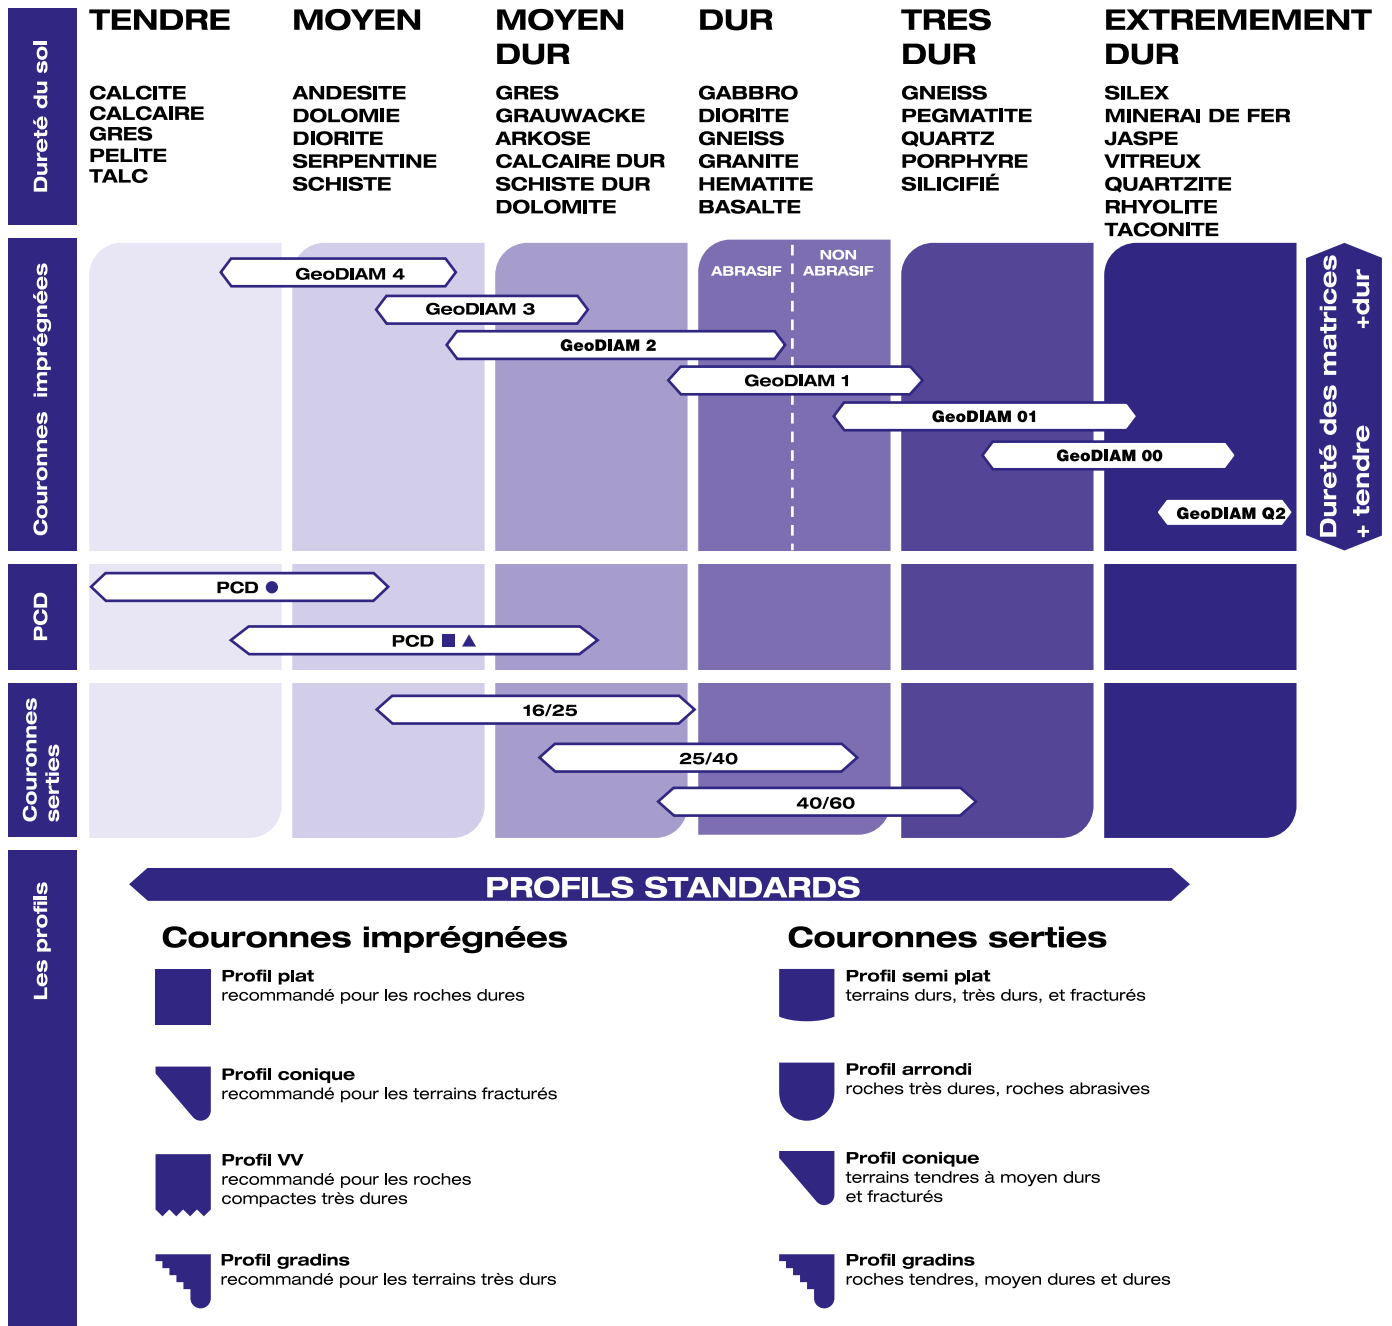 Dureté du sol
TENDRE
CALCITE
CALCAIRE
GRES
PELITE
TALC
MOYEN
ANDESITE
DOLOMIE
DIORITE
SERPENTINE
SCHISTE
MOYEN
DUR
GRES
GRAUWACKE
ARKOSE
CALCAIRE DUR
SCHISTE DUR
DOLOMITE
DUR
GABBRO
DIORITE
GNEISS
GRANITE
HEMATITE
BASALTE
TRES
DUR
GNEISS
PEGMATITE
QUARTZ
PORPHYRE
SILICIFIÉ
EXTREMEMENT
DUR
SILEX
MINERAI DE FER
JASPE
VITREUX
QUARTZITE
RHYOLITE
TACONITE
Couronnes imprégnées
ABRASIF
NON
ABRASIF
GeoDIAM 4
GeoDIAM 3
GeoDIAM 2
GeoDIAM 1
GeoDIAM 01
GeoDIAM 00
GeoDIAM Q2
Dureté des matrices
+ tendre +dur
PCD
PCD
PCD
Couronnes
serties
16/25
25/40
40/60
Les profils
PROFILS STANDARDS
Couronnes imprégnées
Profil plat
recommandé pour les roches dures
Profil conique
recommandé pour les terrains fracturés
Profil VV
recommandé pour les roches
compactes très dures
Profil gradins
recommandé pour les terrains très durs
Couronnes serties
Profil semi plat
terrains durs, très durs, et fracturés
Profil arrondi
roches très dures, roches abrasives
Profil conique
terrains tendres à moyen durs
et fracturés
Profil gradins
roches tendres, moyen dures et dures